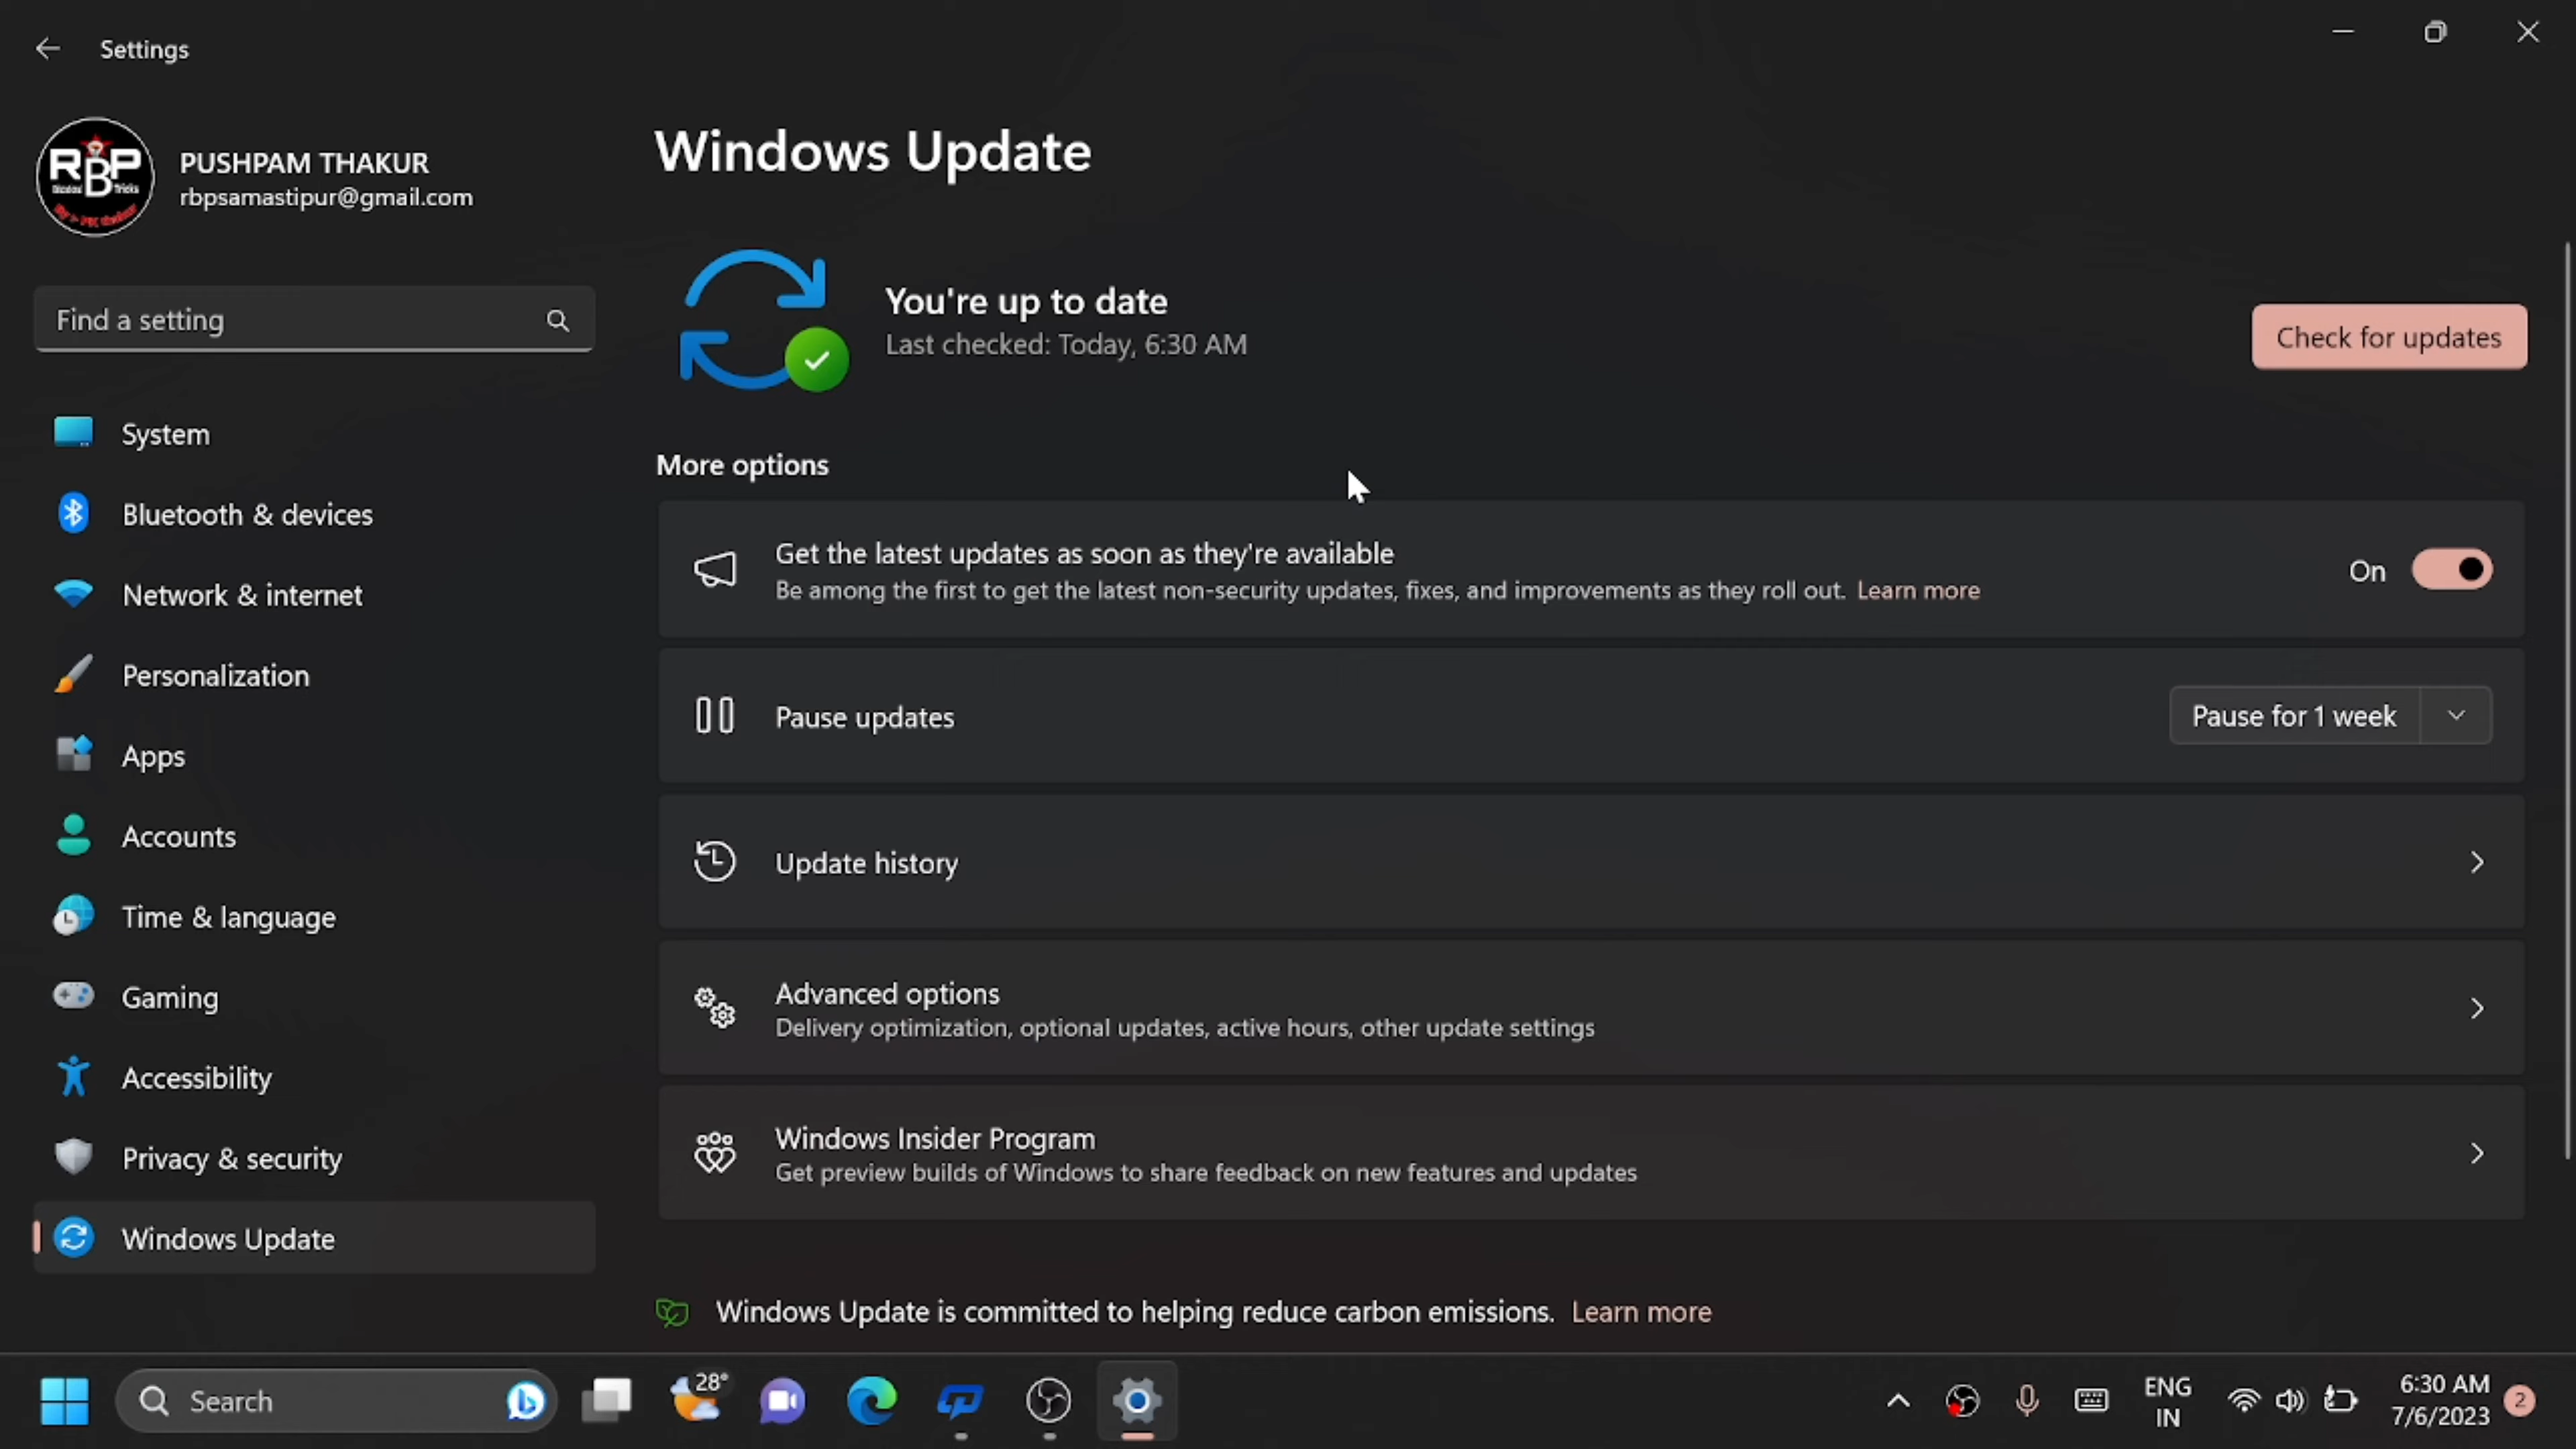 Settings
PUSHPAM THAKUR
rbpsamastipur@gmail.com
Find a setting
System
Bluetooth & devices
Network & internet
Personalization
Apps
Accounts
Time & language
Gaming
Accessibility
Privacy & security
Windows Update
Windows Update
You're up to date
Last checked: Today, 6:30 AM
Check for updates
More options
Get the latest updates as soon as they're available
Be among the first to get the latest non-security updates, fixes, and improvements as they roll out. Learn more
On
Pause updates
Pause for 1 week
Update history
Advanced options
Delivery optimization, optional updates, active hours, other update settings
Windows Insider Program
Get preview builds of Windows to share feedback on new features and updates
Windows Update is committed to helping reduce carbon emissions. Learn more
Search
28°
ENG
IN
6:30 AM
7/6/2023
2
RBP